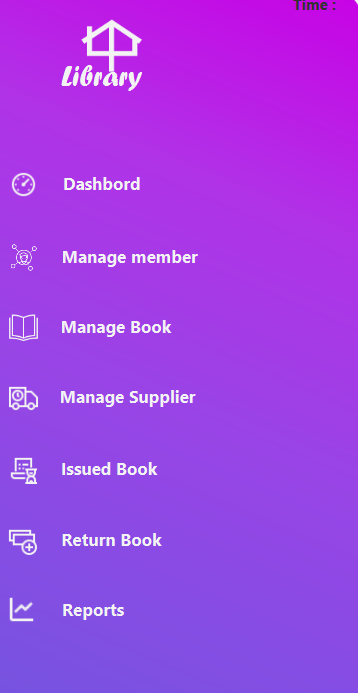 Time :
Library
Dashbord
Manage member
Manage Book
Manage Supplier
Issued Book
Return Book
Reports